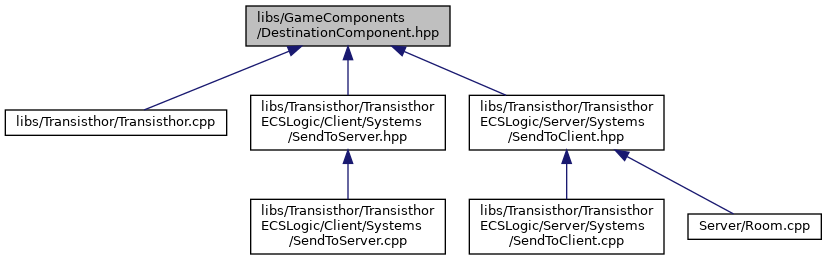 libs/GameComponents
/DestinationComponent.hpp
libs/Transisthor/Transisthor.cpp
libs/Transisthor/Transisthor
ECSLogic/Client/Systems
/SendToServer.hpp
libs/Transisthor/Transisthor
ECSLogic/Server/Systems
/SendToClient.hpp
libs/Transisthor/Transisthor
ECSLogic/Client/Systems
/SendToServer.cpp
libs/Transisthor/Transisthor
ECSLogic/Server/Systems
/SendToClient.cpp
Server/Room.cpp